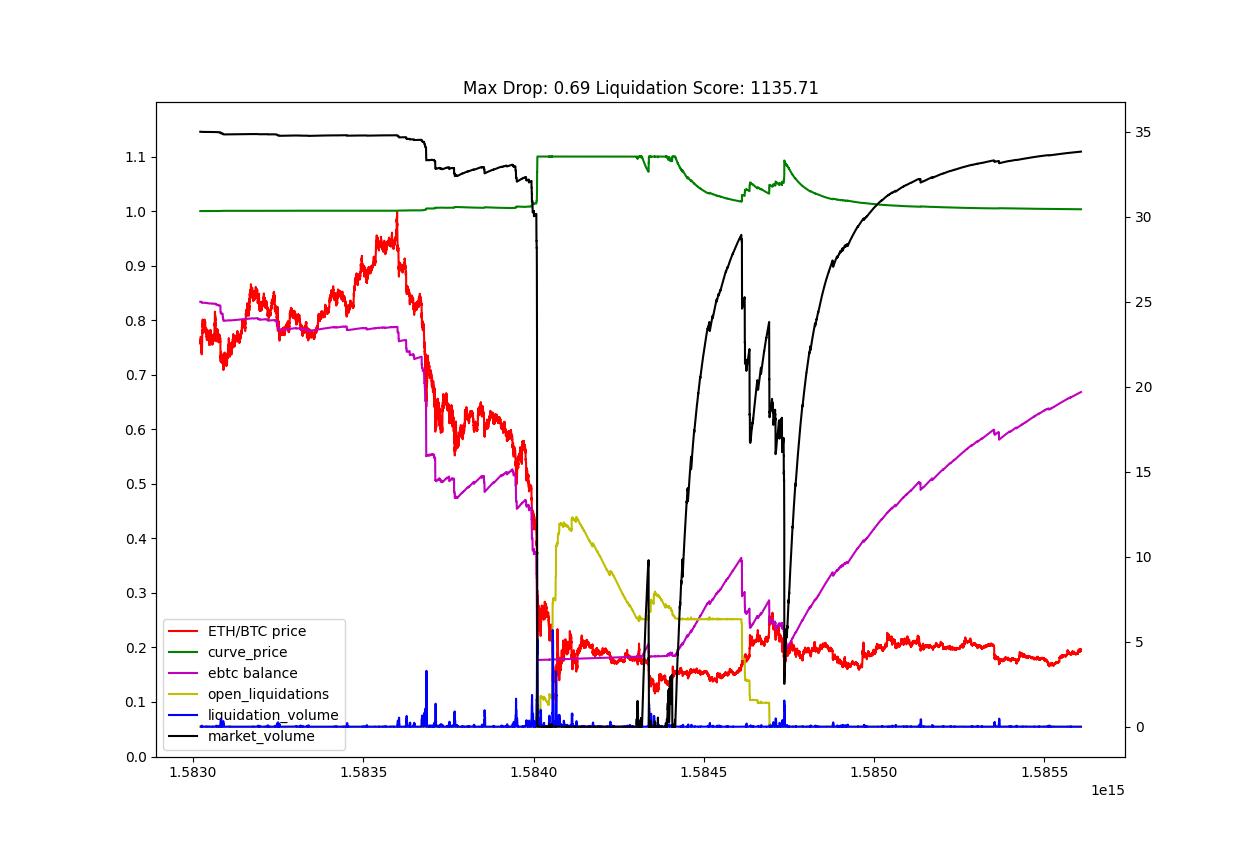 Max Drop: 0.69 Liquidation Score: 1135.71
1.1
1.0
0.9
0.8
0.7
0.6
0.5
0.4
0.3
0.2
0.1
0.0
35
30
25
20
15
10
5
0
ETH/BTC price
curve_price
ebtc balance
open_liquidations
liquidation_volume
market_volume
1.5830 1.5835 1.5840 1.5845 1.5850 1.5855
1e15